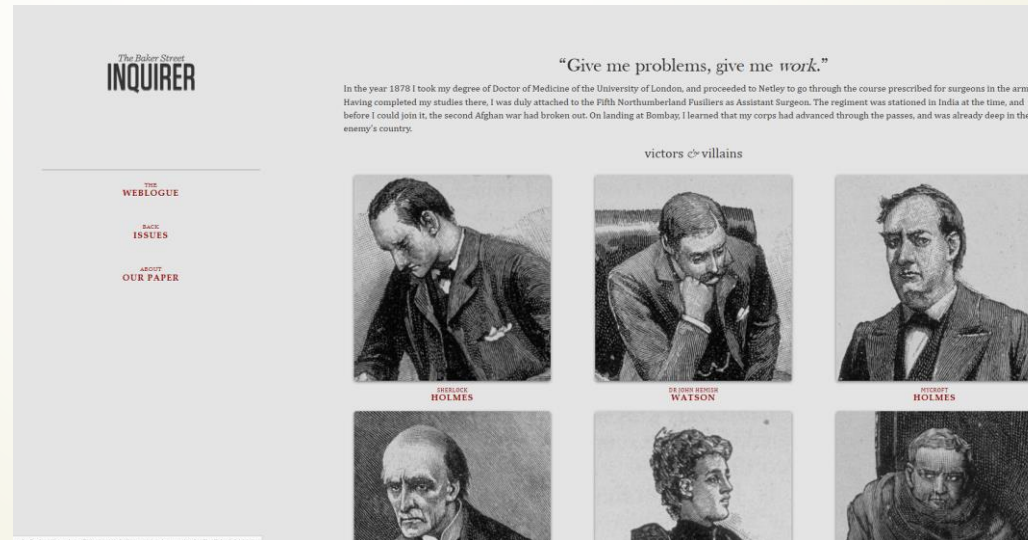 The Baker Street
INQUIRER
THE
WEBLOGUE
BACK
ISSUES
ABOUT
OUR PAPER
“Give me problems, give me work.”
In the year 1878 I took my degree of Doctor of Medicine of the University of London, and proceeded to Netley to go through the course prescribed for surgeons in the arm
Having completed my studies there, I was duly attached to the Fifth Northumberland Fusiliers as Assistant Surgeon. The regiment was stationed in India at the time, and
before I could join it, the second Afghan war had broken out. On landing at Bombay, I learned that my corps had advanced through the passes, and was already deep in the
enemy's country.
victors & villains
SHERLOCK
HOLMES
DR JOHN HEMISH
WATSON
MYCROFT
HOLMES